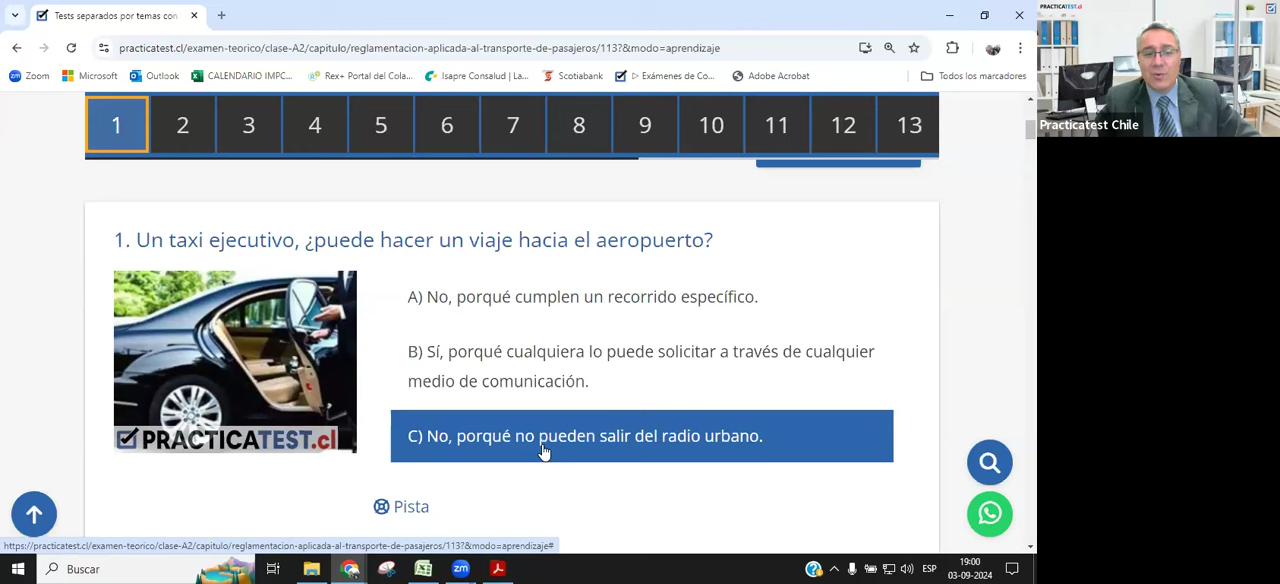 Tests separados por temas con
practicatest.cl/examen-teorico/clase-A2/capitulo/reglamentacion-aplicada-al-transporte-de-pasajeros/113?&modo=aprendizaje
Zoom
Microsoft
Outlook
CALENDARIO IMPC...
Rex+ Portal del Cola...
Isapre Consalud | La...
Scotiabank
▷ Exámenes de Co...
Adobe Acrobat
Todos los marcadores
PRACTICATEST.cl
Practicatest Chile
1 2 3 4 5 6 7 8 9 10 11 12 13
1. Un taxi ejecutivo, ¿puede hacer un viaje hacia el aeropuerto?
A) No, porqué cumplen un recorrido específico.
B) Sí, porqué cualquiera lo puede solicitar a través de cualquier
medio de comunicación.
C) No, porqué no pueden salir del radio urbano.
PRACTICATEST.cl
Pista
https://practicatest.cl/examen-teorico/clase-A2/capitulo/reglamentacion-aplicada-al-transporte-de-pasajeros/113?&modo=aprendizaje#
Buscar
ESP
19:00
03-09-2024